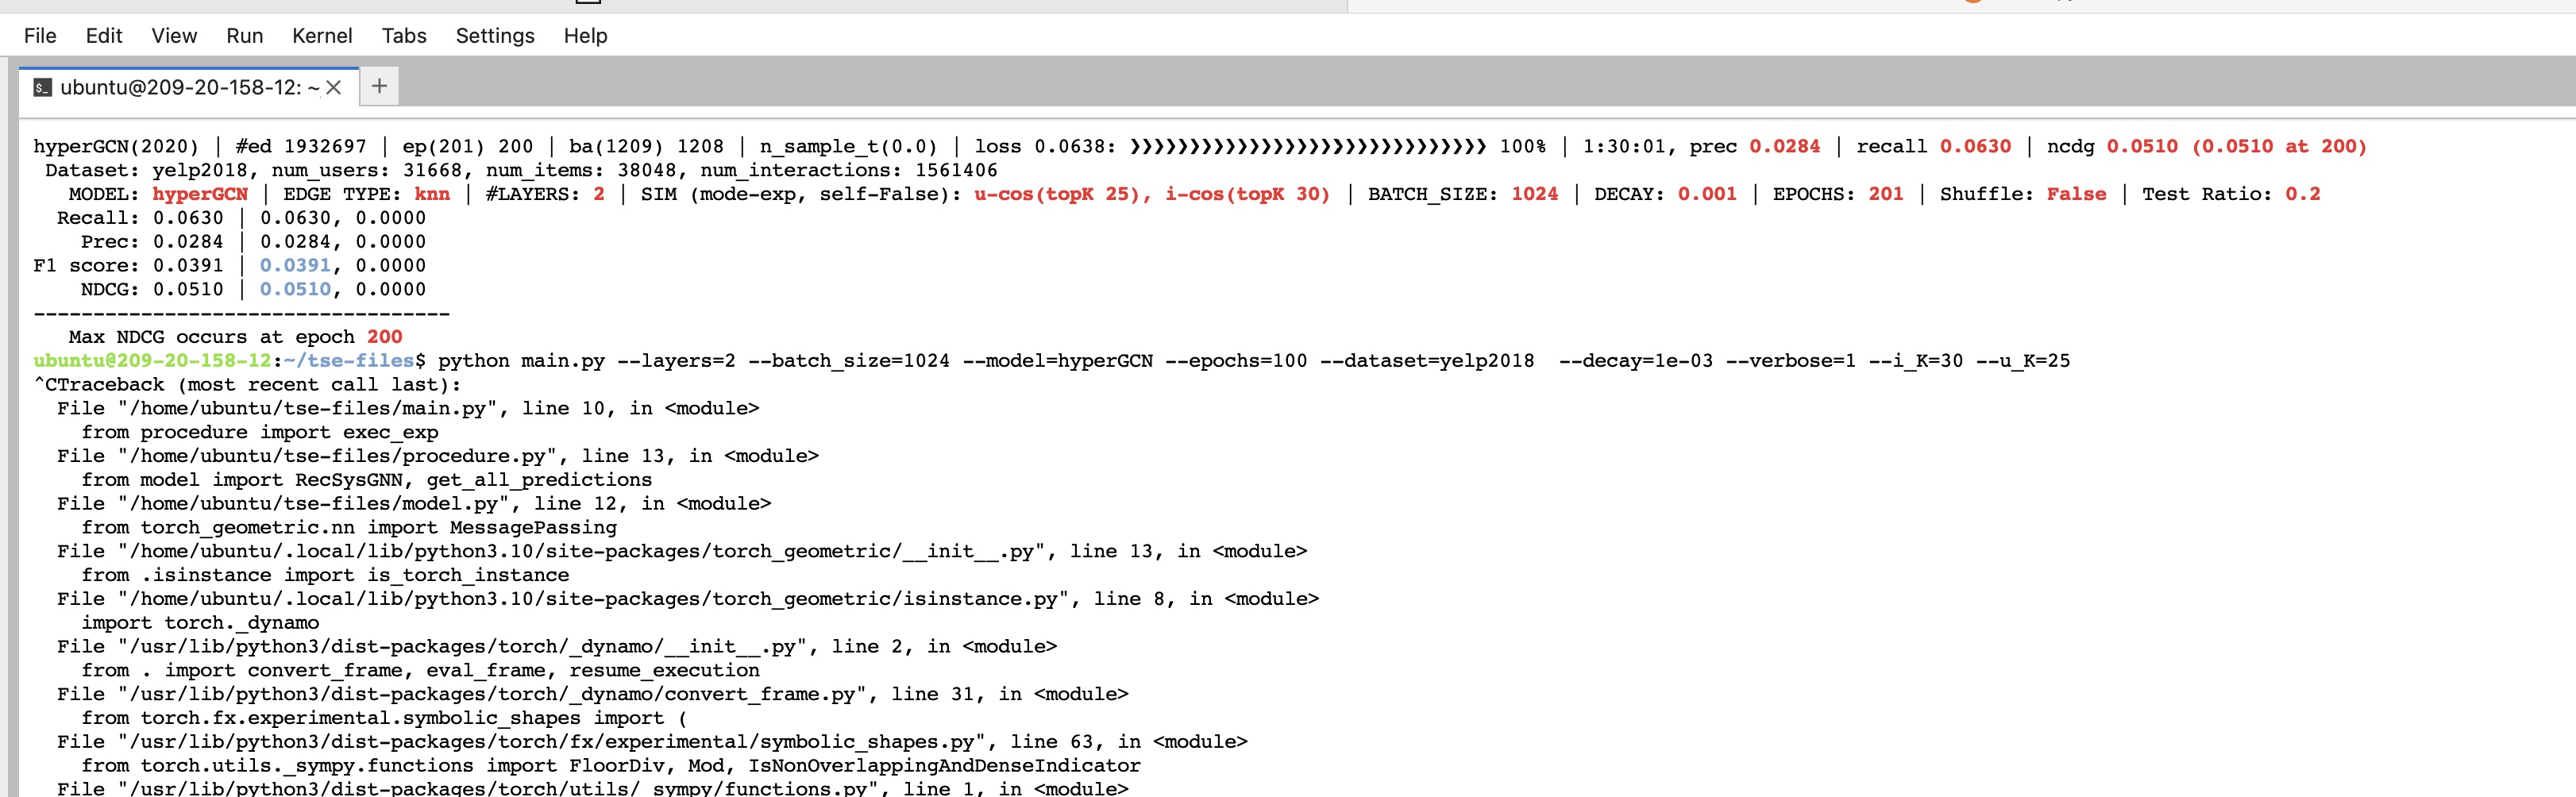 File Edit View Run Kernel Tabs Settings Help
ubuntu@209-20-158-12: ~
hyperGCN(2020) | #ed 1932697 | ep(201) 200 | ba(1209) 1208 | n_sample_t(0.0) | loss 0.0638: ❯❯❯❯❯❯❯❯❯❯❯❯❯❯❯❯❯❯❯❯❯❯❯❯❯❯❯❯❯❯ 100% | 1:30:01, prec 0.0284 | recall 0.0630 | ncdg 0.0510 (0.0510 at 200)
Dataset: yelp2018, num_users: 31668, num_items: 38048, num_interactions: 1561406
MODEL: hyperGCN | EDGE TYPE: knn | #LAYERS: 2 | SIM (mode-exp, self-False): u-cos(topK 25), i-cos(topK 30) | BATCH_SIZE: 1024 | DECAY: 0.001 | EPOCHS: 201 | Shuffle: False | Test Ratio: 0.2
Recall: 0.0630 | 0.0630, 0.0000
Prec: 0.0284 | 0.0284, 0.0000
F1 score: 0.0391 | 0.0391, 0.0000
NDCG: 0.0510 | 0.0510, 0.0000
-----------------------------------
Max NDCG occurs at epoch 200
ubuntu@209-20-158-12:~/tse-files$ python main.py --layers=2 --batch_size=1024 --model=hyperGCN --epochs=100 --dataset=yelp2018  --decay=1e-03 --verbose=1 --i_K=30 --u_K=25
^CTraceback (most recent call last):
File "/home/ubuntu/tse-files/main.py", line 10, in <module>
from procedure import exec_exp
File "/home/ubuntu/tse-files/procedure.py", line 13, in <module>
from model import RecSysGNN, get_all_predictions
File "/home/ubuntu/tse-files/model.py", line 12, in <module>
from torch_geometric.nn import MessagePassing
File "/home/ubuntu/.local/lib/python3.10/site-packages/torch_geometric/__init__.py", line 13, in <module>
from .isinstance import is_torch_instance
File "/home/ubuntu/.local/lib/python3.10/site-packages/torch_geometric/isinstance.py", line 8, in <module>
import torch._dynamo
File "/usr/lib/python3/dist-packages/torch/_dynamo/__init__.py", line 2, in <module>
from . import convert_frame, eval_frame, resume_execution
File "/usr/lib/python3/dist-packages/torch/_dynamo/convert_frame.py", line 31, in <module>
from torch.fx.experimental.symbolic_shapes import (
File "/usr/lib/python3/dist-packages/torch/fx/experimental/symbolic_shapes.py", line 63, in <module>
from torch.utils._sympy.functions import FloorDiv, Mod, IsNonOverlappingAndDenseIndicator
File "/usr/lib/python3/dist-packages/torch/utils/_sympy/functions.py", line 1, in <module>